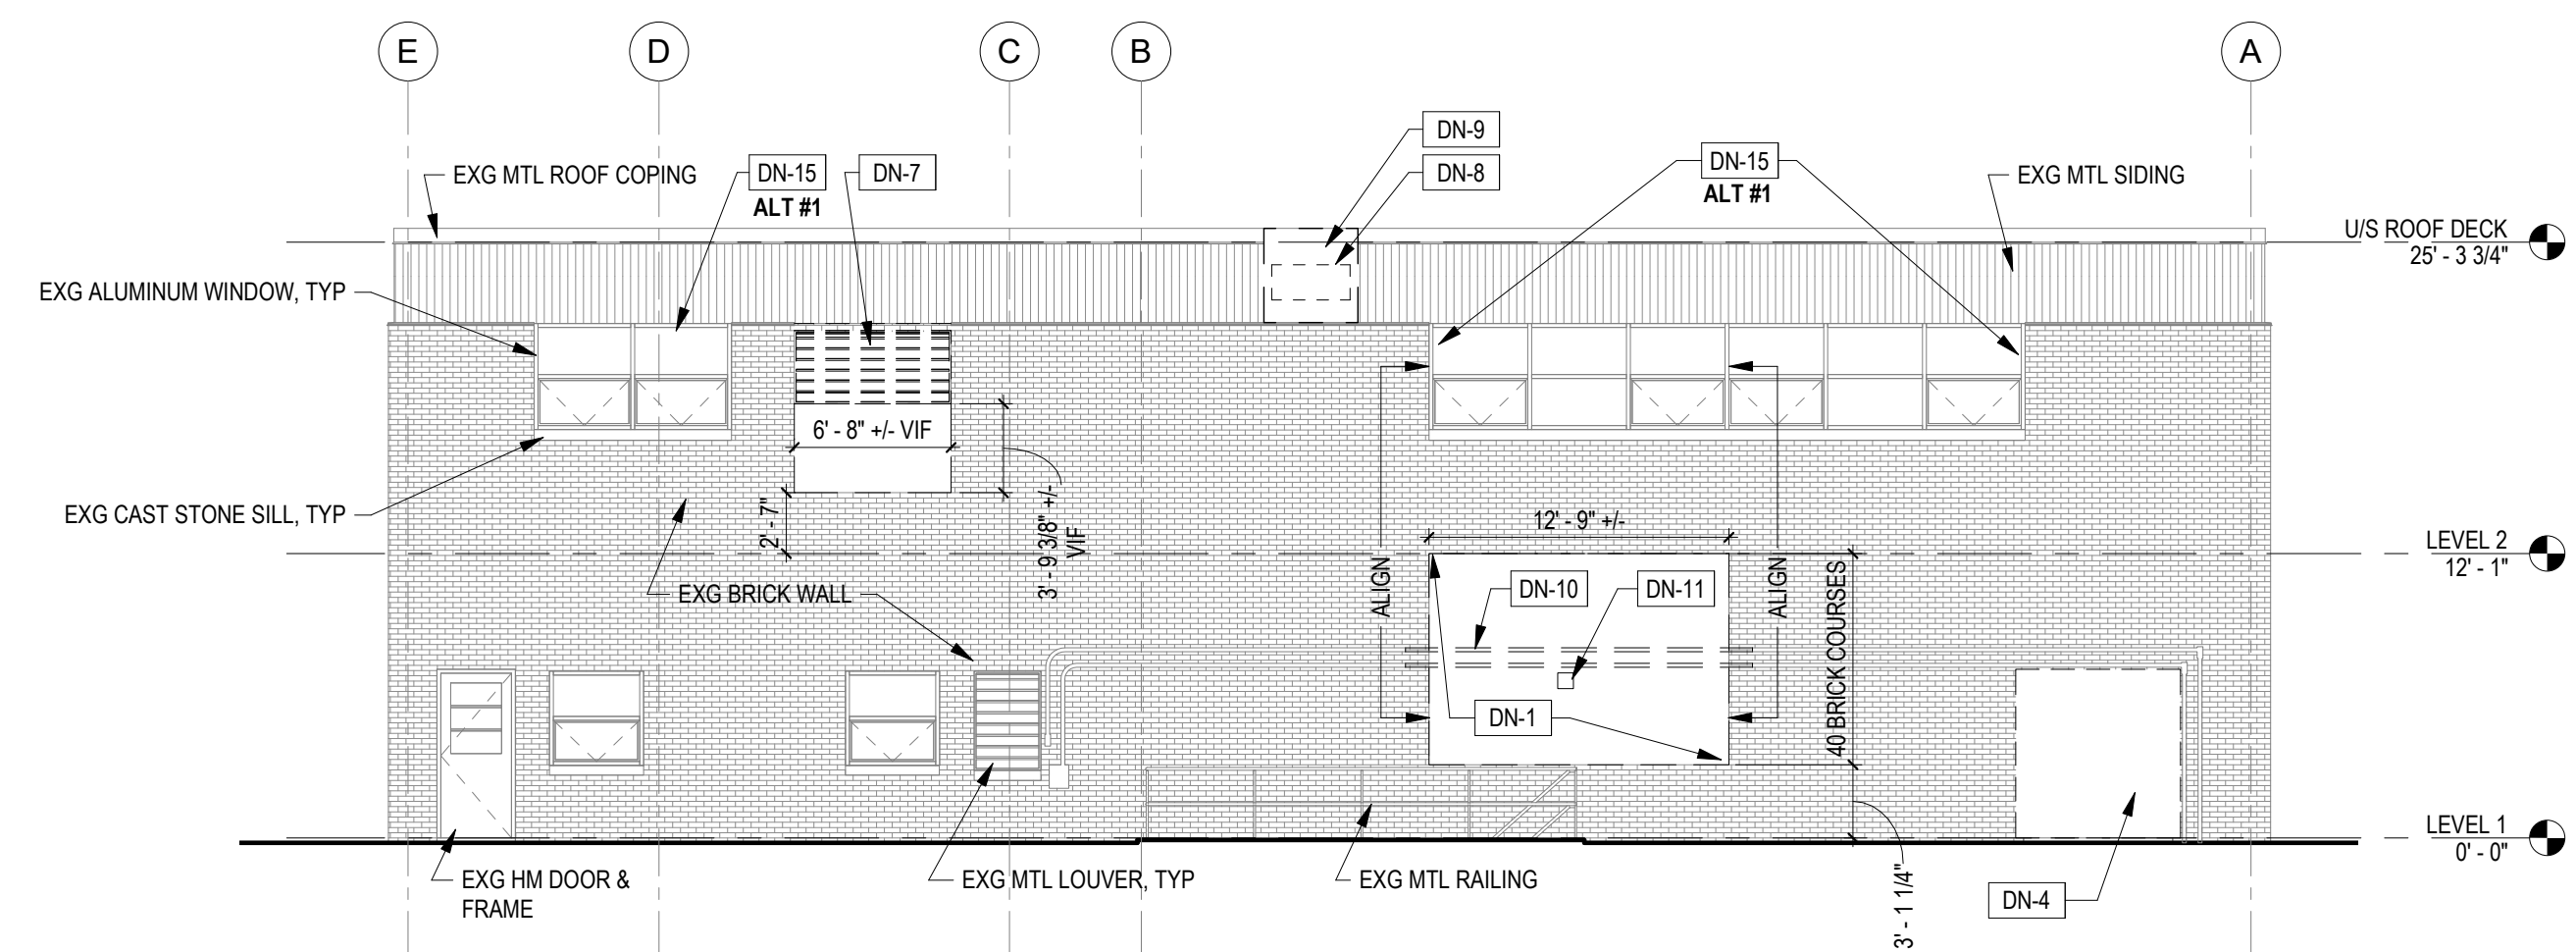 E
D
C
B
A
DN-9
DN-8
EXG MTL ROOF COPING
DN-15
ALT #1
DN-7
DN-15
ALT #1
EXG MTL SIDING
U/S ROOF DECK
25' - 3 3/4"
EXG ALUMINUM WINDOW, TYP
6' - 8" +/- VIF
EXG CAST STONE SILL, TYP
2' - 7"
3' - 9 3/8" +/-
VIF
12' - 9" +/-
LEVEL 2
12' - 1"
EXG BRICK WALL
ALIGN
DN-10
DN-11
ALIGN
40 BRICK COURSES
DN-1
LEVEL 1
0' - 0"
EXG HM DOOR &
FRAME
EXG MTL LOUVER, TYP
EXG MTL RAILING
3' - 1 1/4"
DN-4